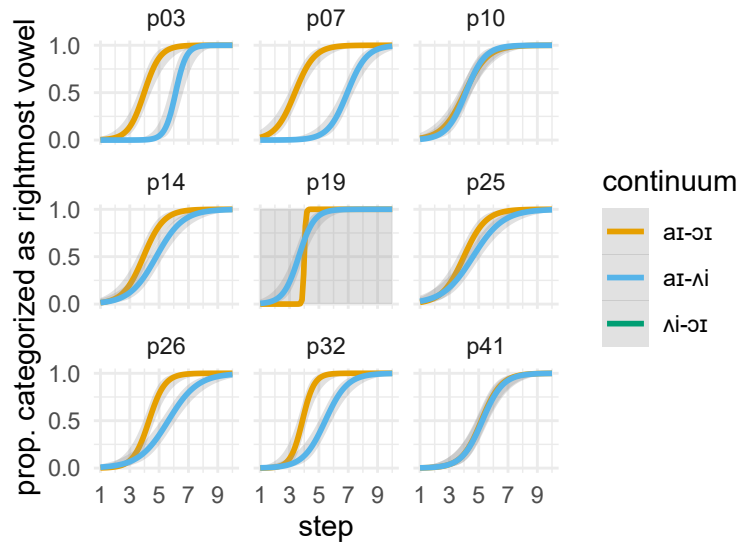 prop. categorized as rightmost vowel
p03 p07 p10
1.0
0.5
0.0
p14 p19 p25
1.0
0.5
0.0
p26 p32 p41
1.0
0.5
0.0
1 3 5 7 9 1 3 5 7 9 1 3 5 7 9
step
continuum
aɪ-ɔɪ
aɪ-ʌi
ʌi-ɔɪ